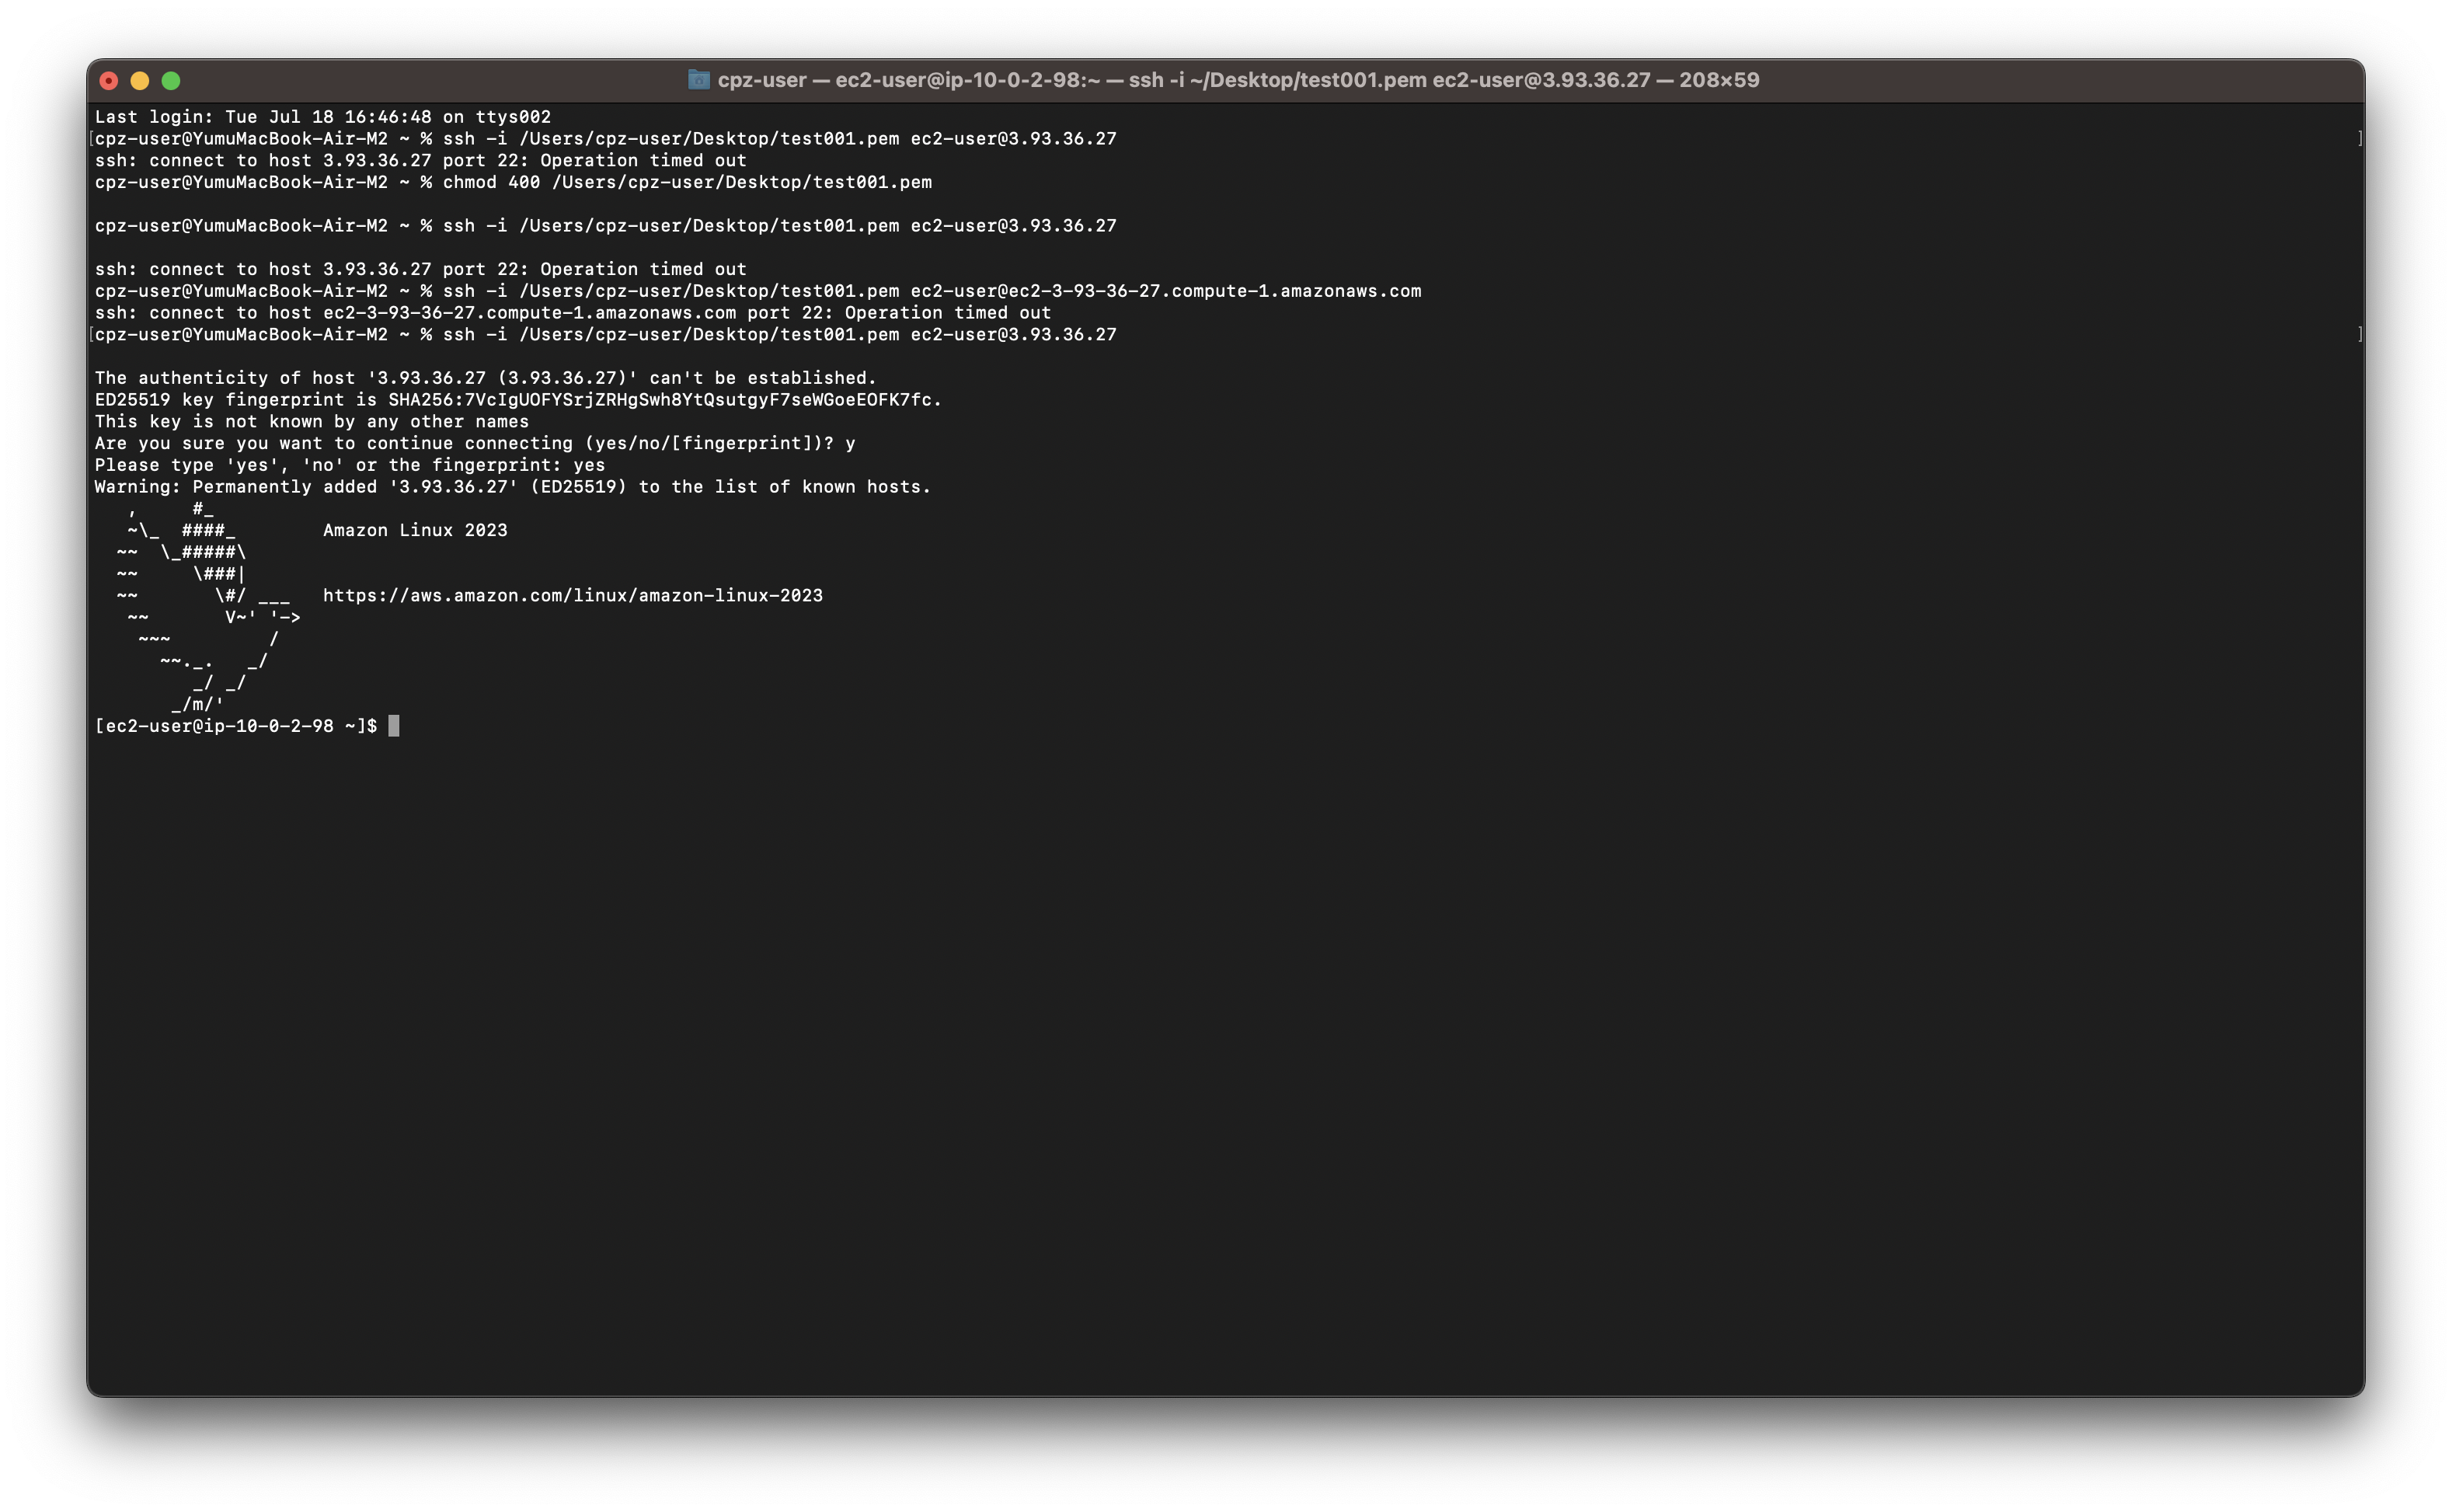 cpz-user — ec2-user@ip-10-0-2-98:~ — ssh -i ~/Desktop/test001.pem ec2-user@3.93.36.27 — 208×59
Last login: Tue Jul 18 16:46:48 on ttys002
[cpz-user@YumuMacBook-Air-M2 ~ % ssh -i /Users/cpz-user/Desktop/test001.pem ec2-user@3.93.36.27 ]
ssh: connect to host 3.93.36.27 port 22: Operation timed out
cpz-user@YumuMacBook-Air-M2 ~ % chmod 400 /Users/cpz-user/Desktop/test001.pem
cpz-user@YumuMacBook-Air-M2 ~ % ssh -i /Users/cpz-user/Desktop/test001.pem ec2-user@3.93.36.27
ssh: connect to host 3.93.36.27 port 22: Operation timed out
cpz-user@YumuMacBook-Air-M2 ~ % ssh -i /Users/cpz-user/Desktop/test001.pem ec2-user@ec2-3-93-36-27.compute-1.amazonaws.com
ssh: connect to host ec2-3-93-36-27.compute-1.amazonaws.com port 22: Operation timed out
[cpz-user@YumuMacBook-Air-M2 ~ % ssh -i /Users/cpz-user/Desktop/test001.pem ec2-user@3.93.36.27 ]
The authenticity of host '3.93.36.27 (3.93.36.27)' can't be established.
ED25519 key fingerprint is SHA256:7VcIgUOFYSrjZRHgSwh8YtQsutgyF7seWGoeEOFK7fc.
This key is not known by any other names
Are you sure you want to continue connecting (yes/no/[fingerprint])? y
Please type 'yes', 'no' or the fingerprint: yes
Warning: Permanently added '3.93.36.27' (ED25519) to the list of known hosts.
   ,     #_
   ~\_  ####_        Amazon Linux 2023
  ~~  \_#####\
  ~~     \###|
  ~~       \#/ ___   https://aws.amazon.com/linux/amazon-linux-2023
   ~~       V~' '->
    ~~~         /
      ~~._.   _/
         _/ _/
       _/m/'
[ec2-user@ip-10-0-2-98 ~]$